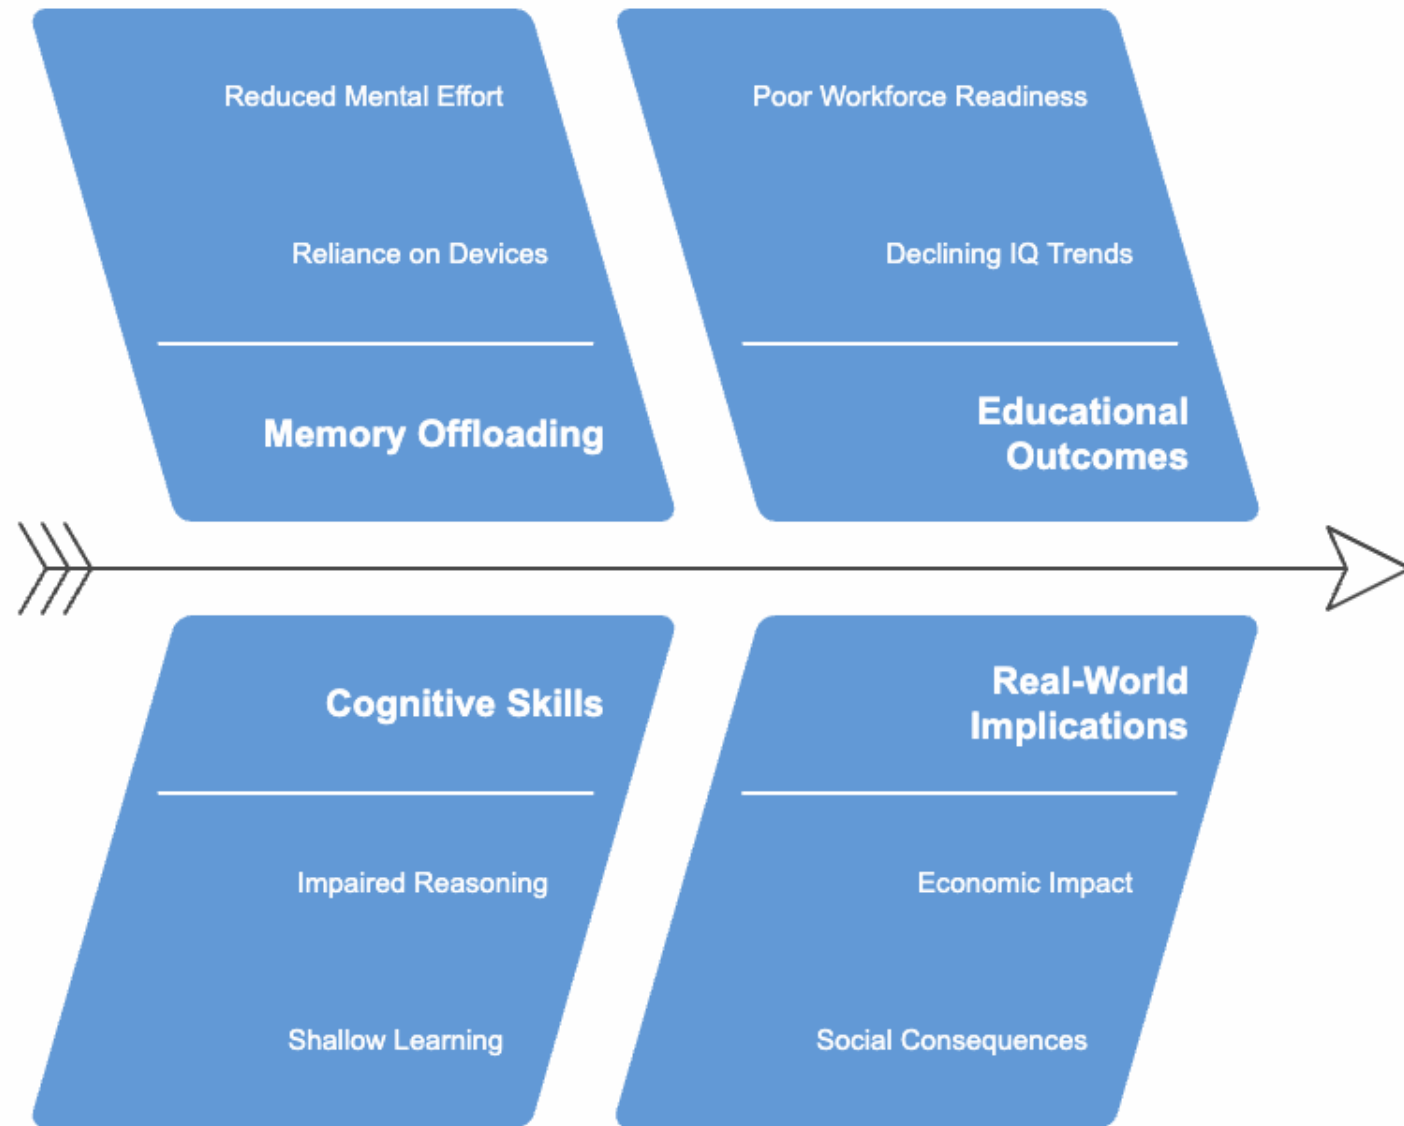 Reduced Mental Effort
Reliance on Devices
Memory Offloading
Poor Workforce Readiness
Declining IQ Trends
Educational
Outcomes
Cognitive Skills
Impaired Reasoning
Shallow Learning
Real-World
Implications
Economic Impact
Social Consequences